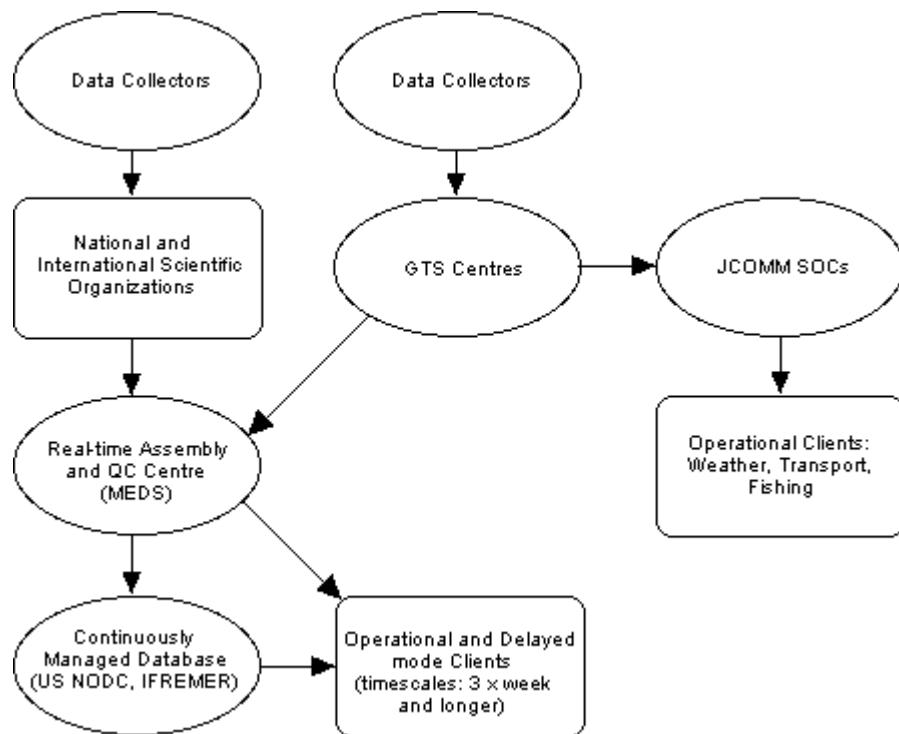 Data Collectors
Data Collectors
National and
International Scientific
Organizations
GTS Centres
JCOMM SOCs
Real-time Assembly
and QC Centre
(MEDS)
Operational Clients:
Weather, Transport,
Fishing
Continuously
Managed Database
(US NODC, IFREMER)
Operational and Delayed
mode Clients
(timescales: 3 x week
and longer)